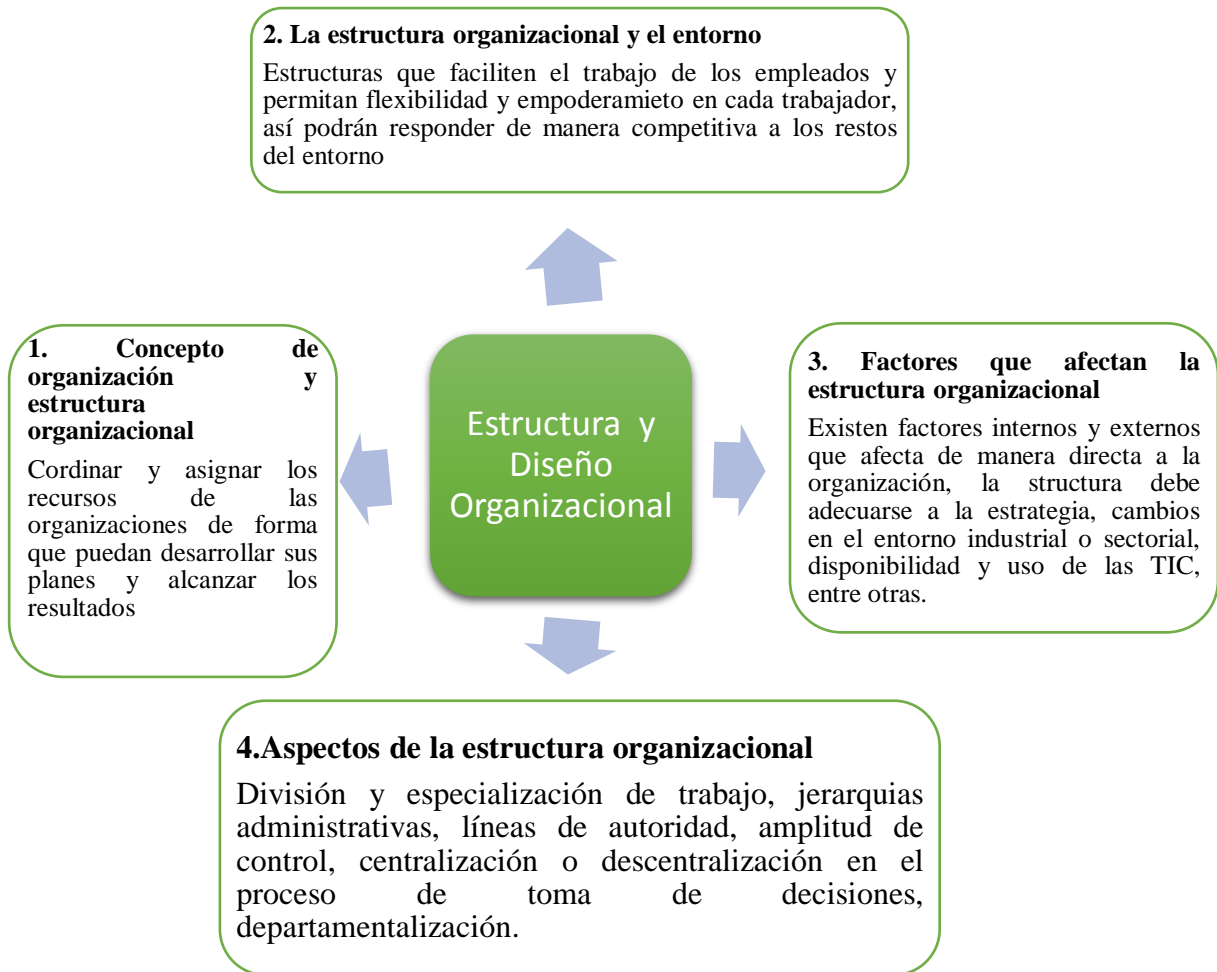 2. La estructura organizacional y el entorno
Estructuras que faciliten el trabajo de los empleados y
permitan flexibilidad y empoderamieto en cada trabajador,
así podrán responder de manera competitiva a los restos
del entorno
1. Concepto de
organización y
estructura
organizacional
Cordinar y asignar los
recursos de las
organizaciones de forma
que puedan desarrollar sus
planes y alcanzar los
resultados
Estructura y
Diseño
Organizacional
3. Factores que afectan la
estructura organizacional
Existen factores internos y externos
que afecta de manera directa a la
organización, la structura debe
adecuarse a la estrategia, cambios
en el entorno industrial o sectorial,
disponibilidad y uso de las TIC,
entre otras.
4.Aspectos de la estructura organizacional
División y especialización de trabajo, jerarquias
administrativas, líneas de autoridad, amplitud de
control, centralización o descentralización en el
proceso de toma de decisiones,
departamentalización.